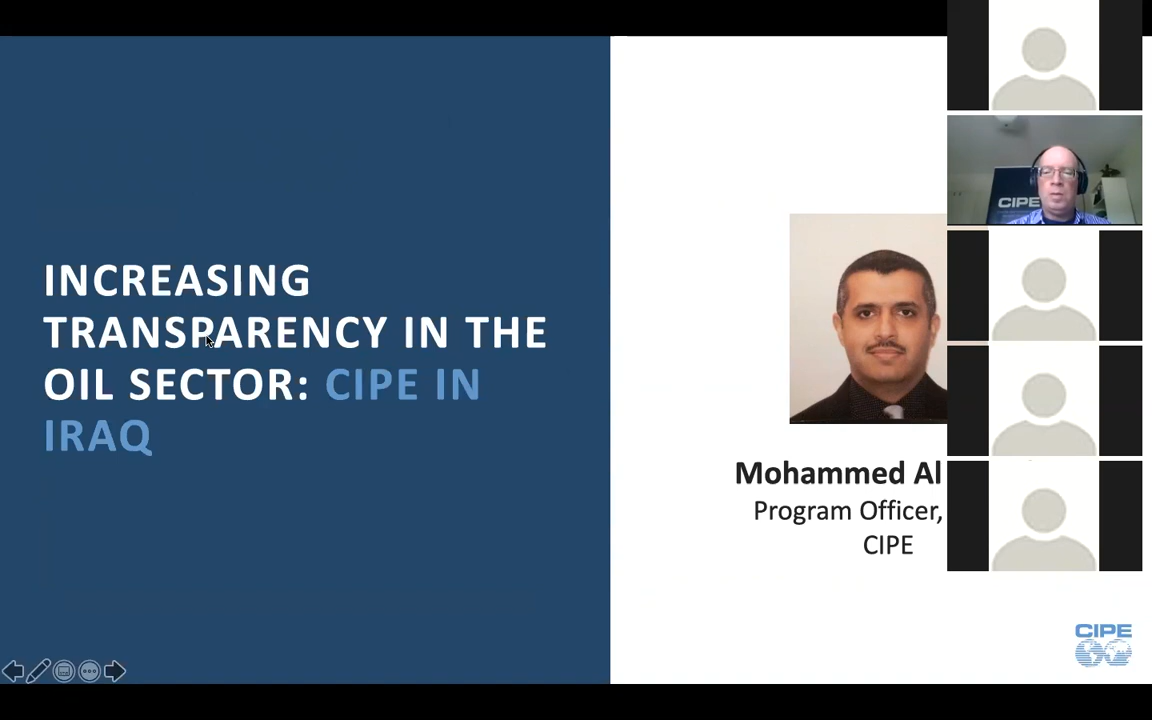 INCREASING
TRANSPARENCY IN THE
OIL SECTOR: CIPE IN
IRAQ
CIPE
Mohammed Al
Program Officer,
CIPE
CIPE